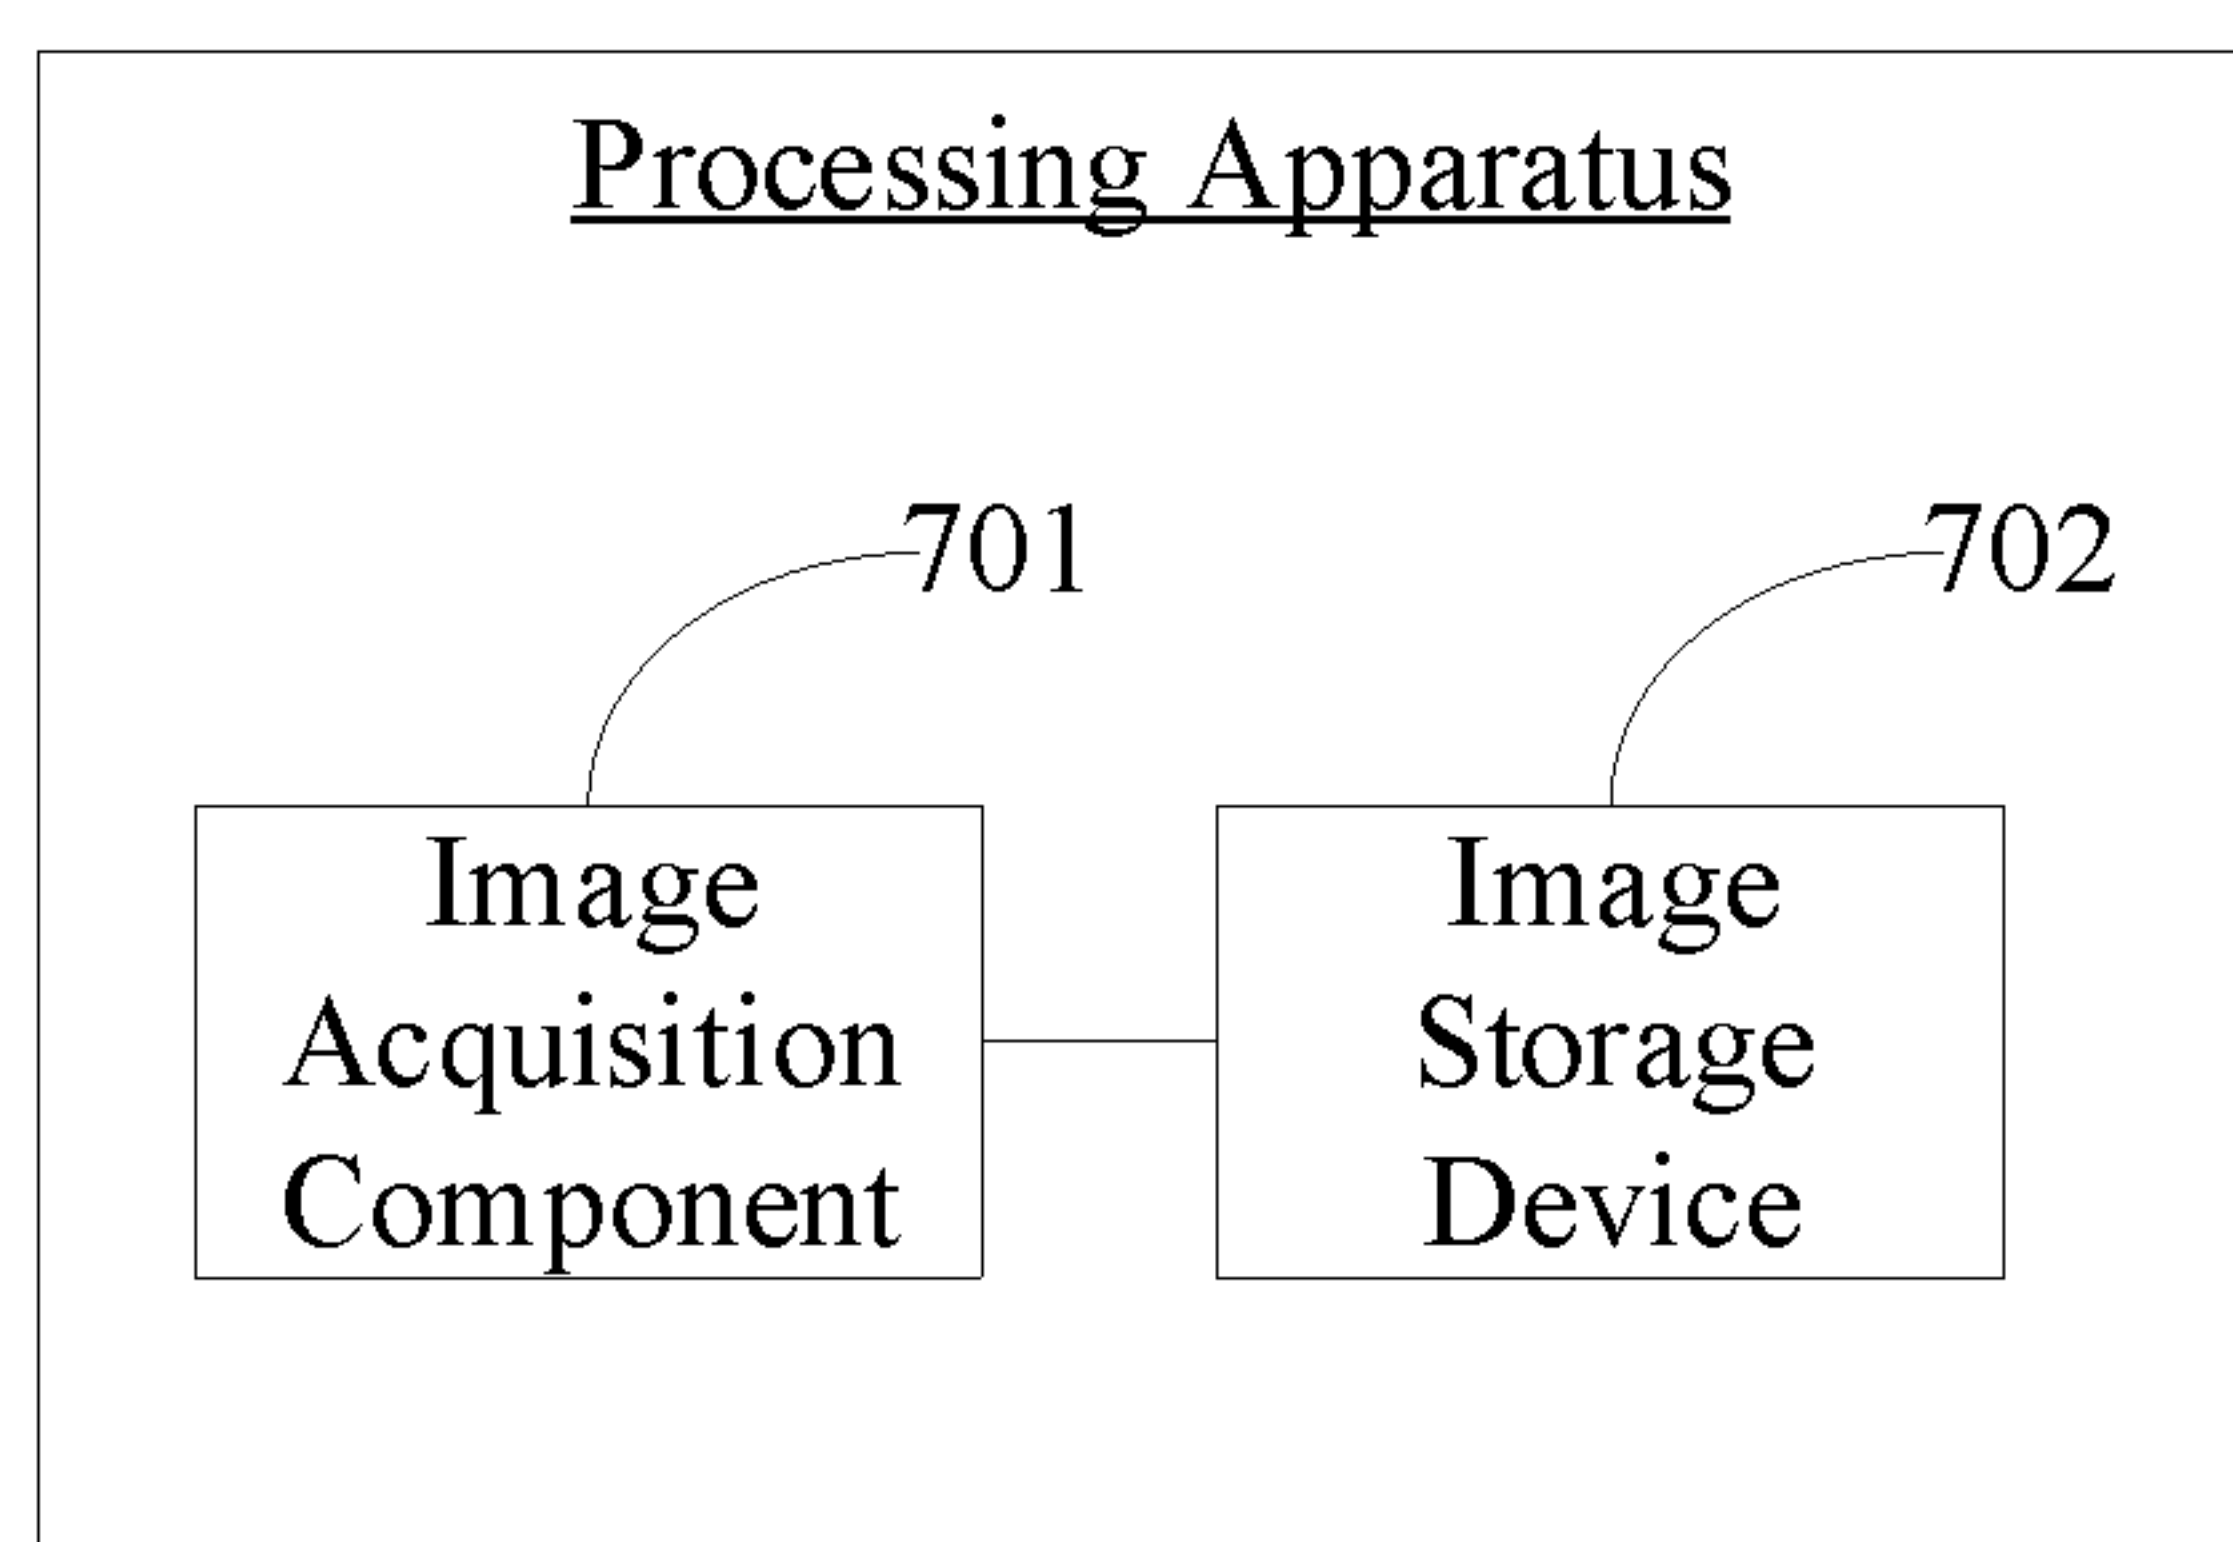 Processing Apparatus
701
702
Image
Acquisition
Component
Image
Storage
Device